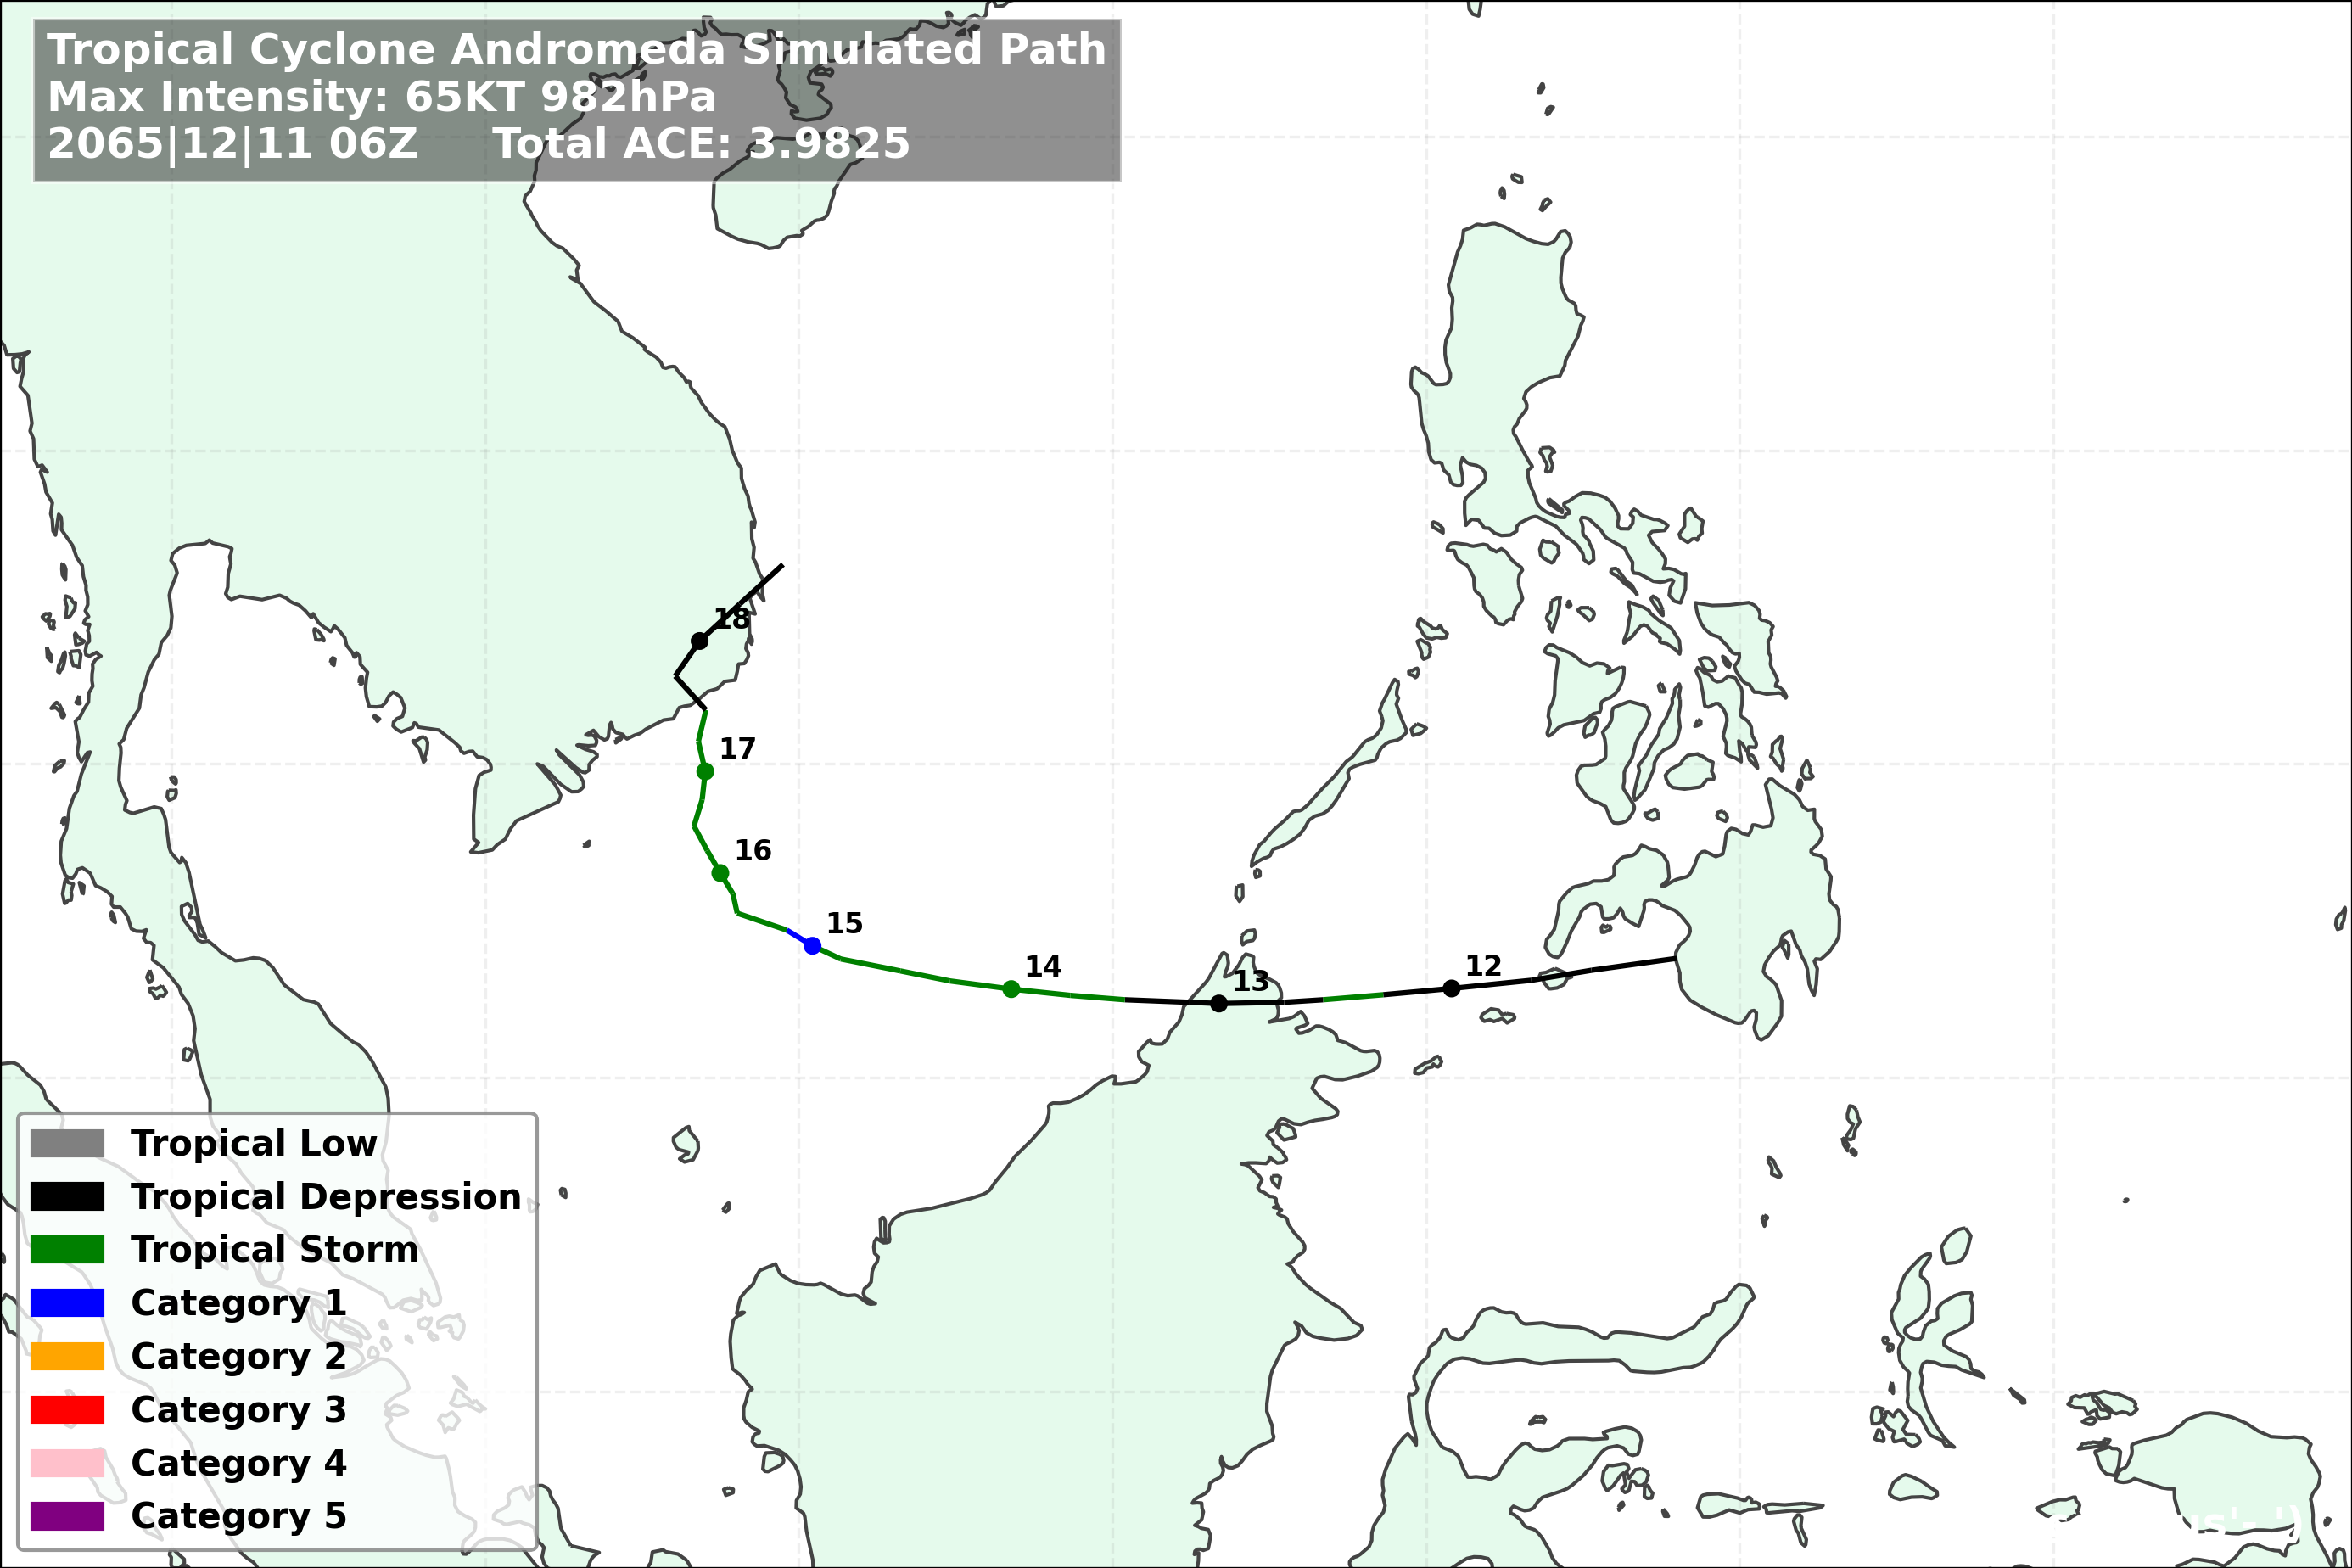 Tropical Cyclone Andromeda Simulated Path
Max Intensity: 65KT 982hPa
2065|12|11 06Z Total ACE: 3.9825
18
17
16
15
14
13
12
Tropical Low
Tropical Depression
Tropical Storm
Category 1
Category 2
Category 3
Category 4
Category 5